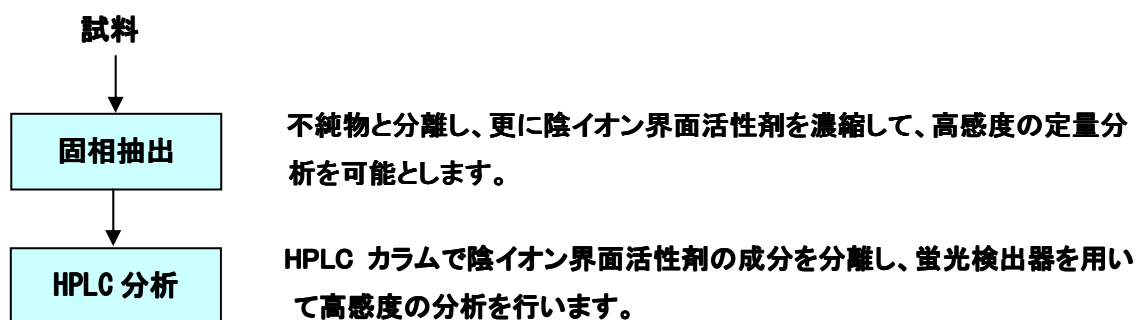 試料
固相抽出
不純物と分離し、更に陰イオン界面活性剤を濃縮して、高感度の定量分
析を可能とします。
HPLC 分析
HPLC カラムで陰イオン界面活性剤の成分を分離し、蛍光検出器を用い
て高感度の分析を行います。